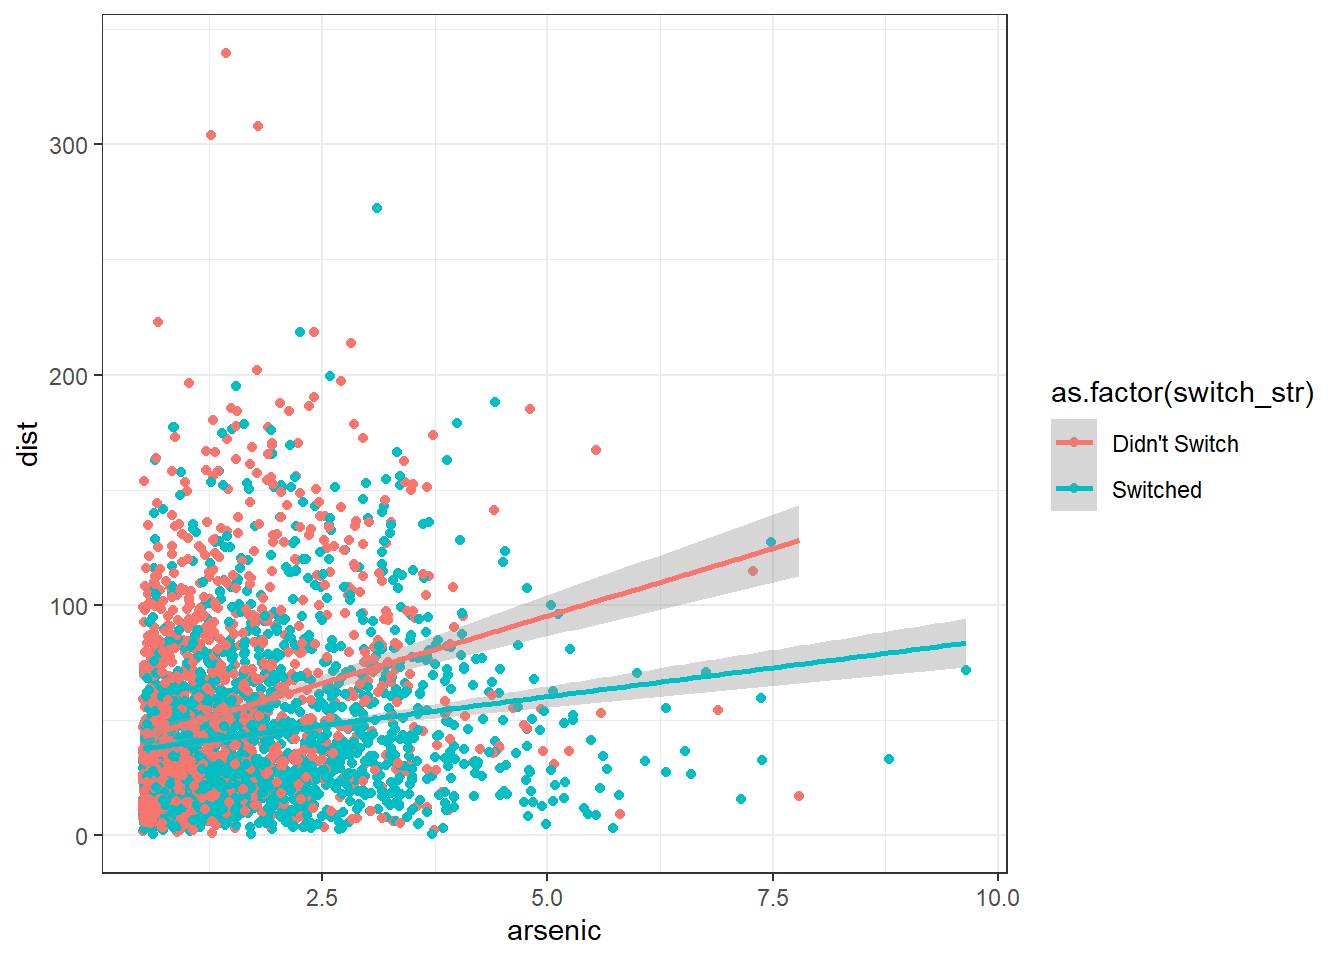 300
200
100
0
dist
2.5
5.0
7.5
10.0
arsenic
as.factor(switch_str)
Didn't Switch
Switched